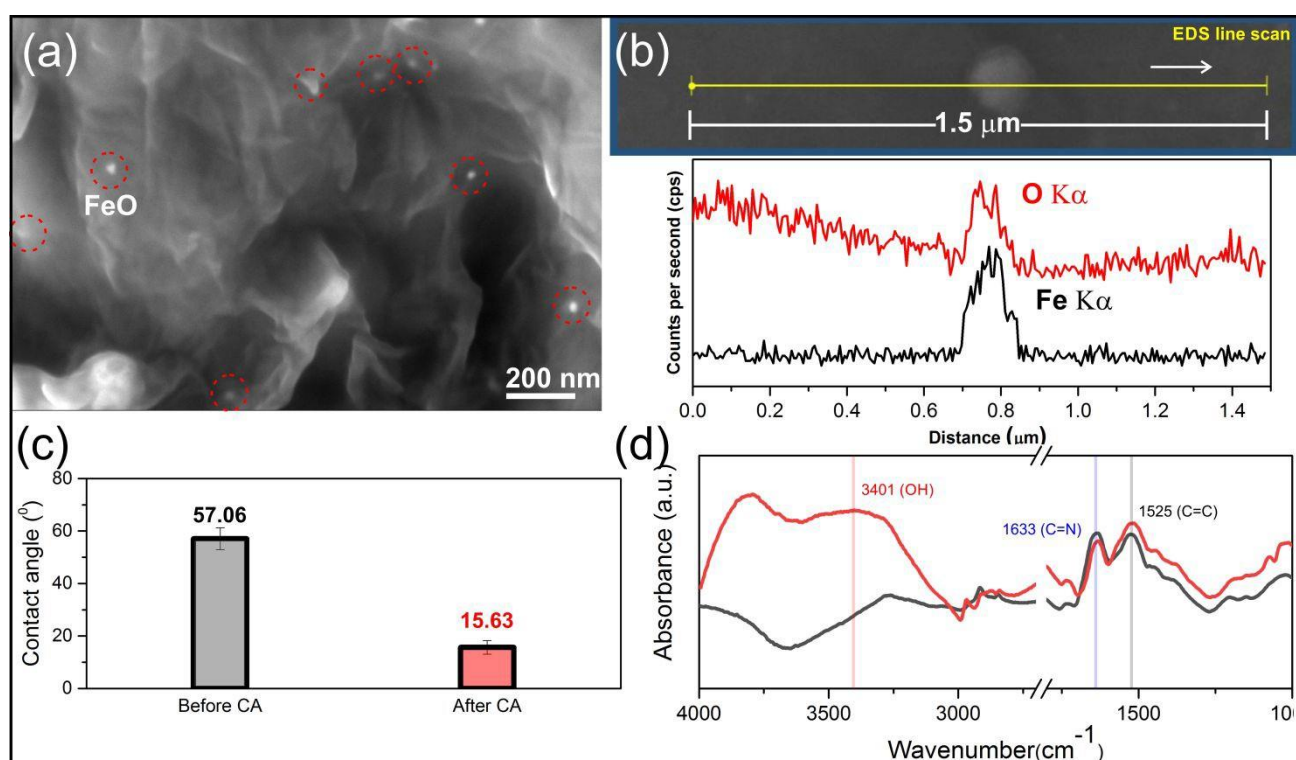 (a)
FeO
200 nm
(b)
EDS line scan
1.5 μm
O Kα
Fe Kα
Counts per second (cps)
0.0 0.2 0.4 0.6 0.8 1.0 1.2 1.4
Distance (μm)
(c)
80
60
40
20
0
Contact angle (⁰)
57.06
15.63
Before CA After CA
(d)
3401 (OH)
1633 (C=N)
1525 (C=C)
Absorbance (a.u.)
4000 3500 3000 1500 100
Wavenumber(cm⁻¹)